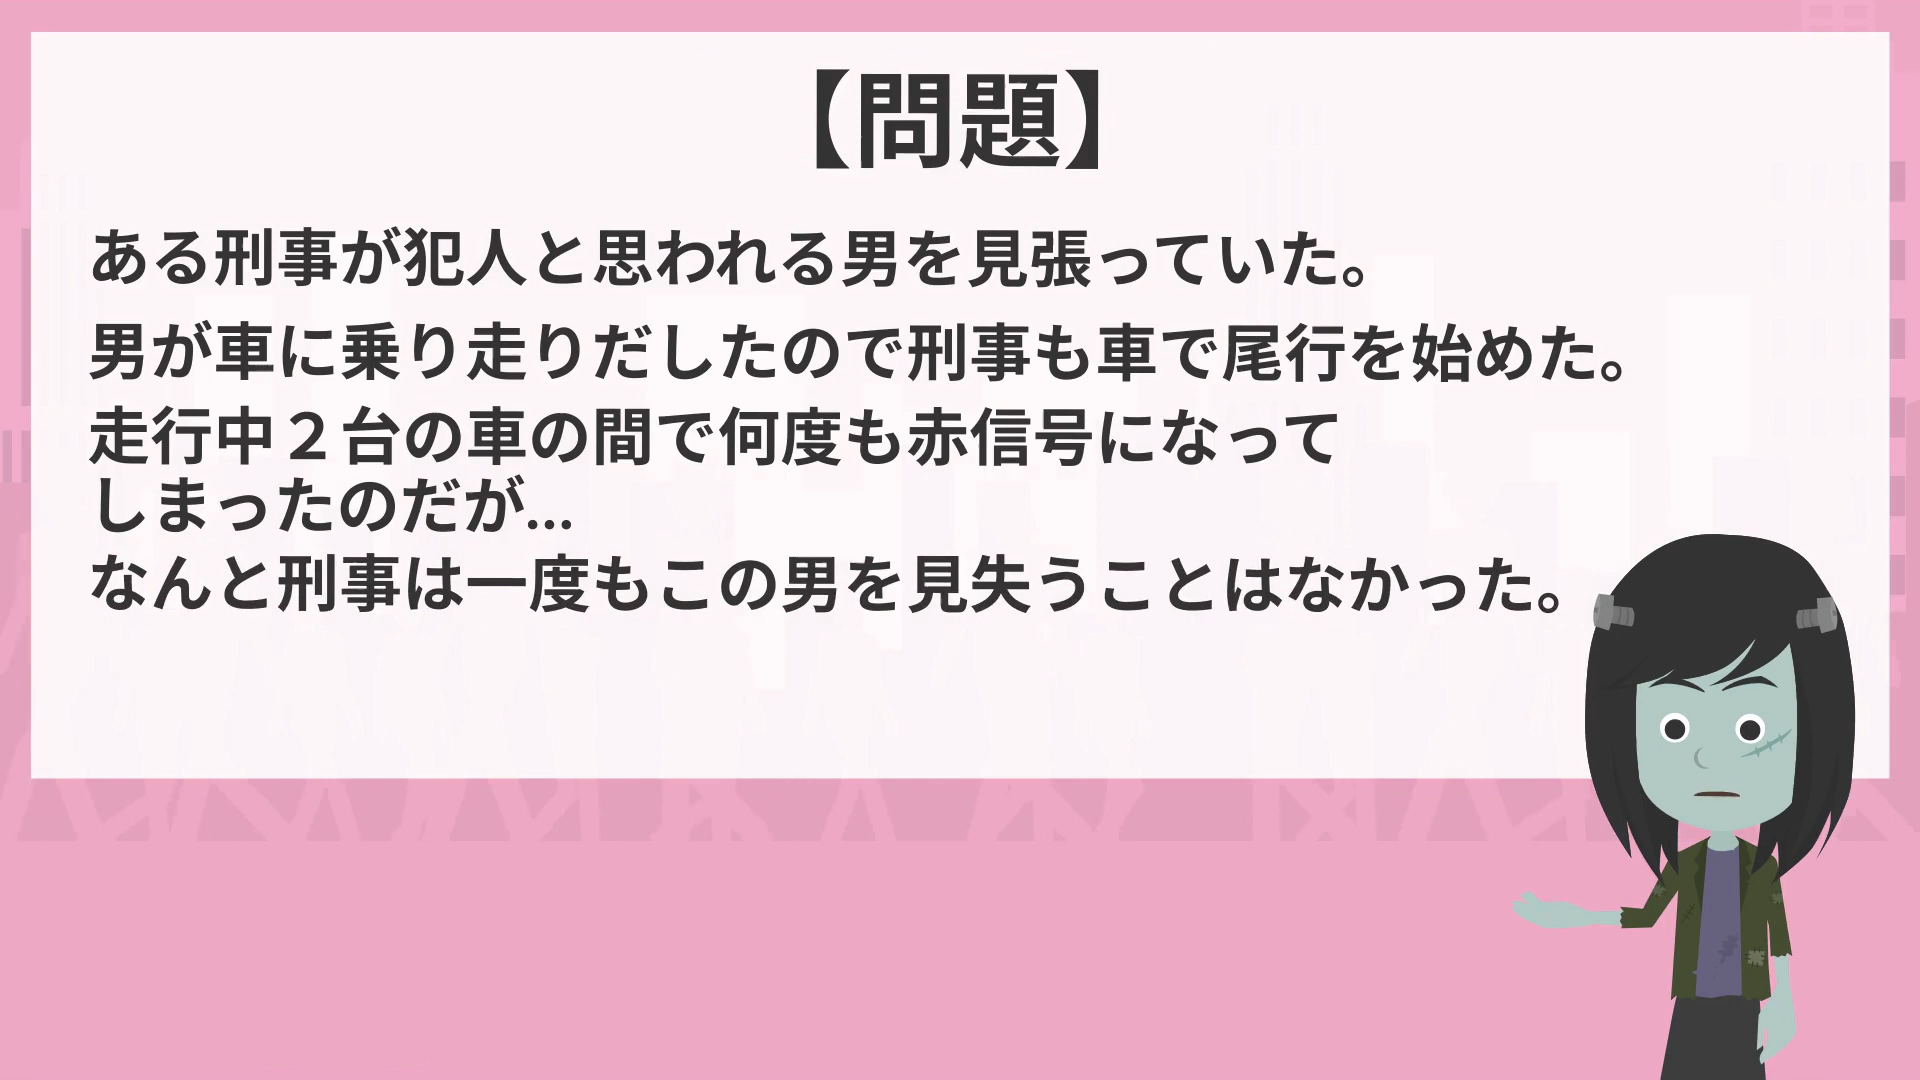 【問題】
ある刑事が犯人と思われる男を見張っていた。
男が車に乗り走りだしたので刑事も車で尾行を始めた。
走行中２台の車の間で何度も赤信号になって
しまったのだが...
なんと刑事は一度もこの男を見失うことはなかった。